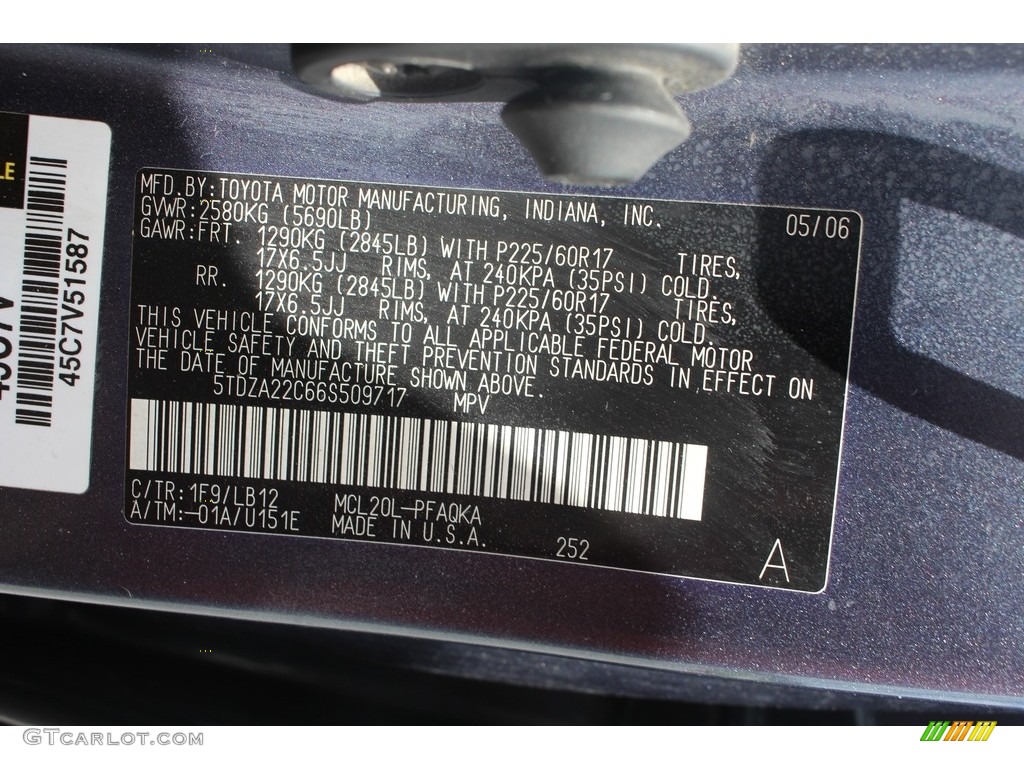 LE
45C7V51587
MFD.BY:TOYOTA MOTOR MANUFACTURING, INDIANA, INC. 05/06
GVWR:2580KG (5690LB)
GAWR:FRT. 1290KG (2845LB) WITH P225/60R17 TIRES,
17X6.5JJ RIMS, AT 240KPA (35PSI) COLD.
RR. 1290KG (2845LB) WITH P225/60R17 TIRES,
17X6.5JJ RIMS, AT 240KPA (35PSI) COLD.
THIS VEHICLE CONFORMS TO ALL APPLICABLE FEDERAL MOTOR
VEHICLE SAFETY AND THEFT PREVENTION STANDARDS IN EFFECT ON
THE DATE OF MANUFACTURE SHOWN ABOVE.
5TDZA22C66S509717 MPV
C/TR:1F9/LB12 MCL20L-PFAQKA
A/TM:-01A/U151E MADE IN U.S.A. 252
A
GTCarLot.com